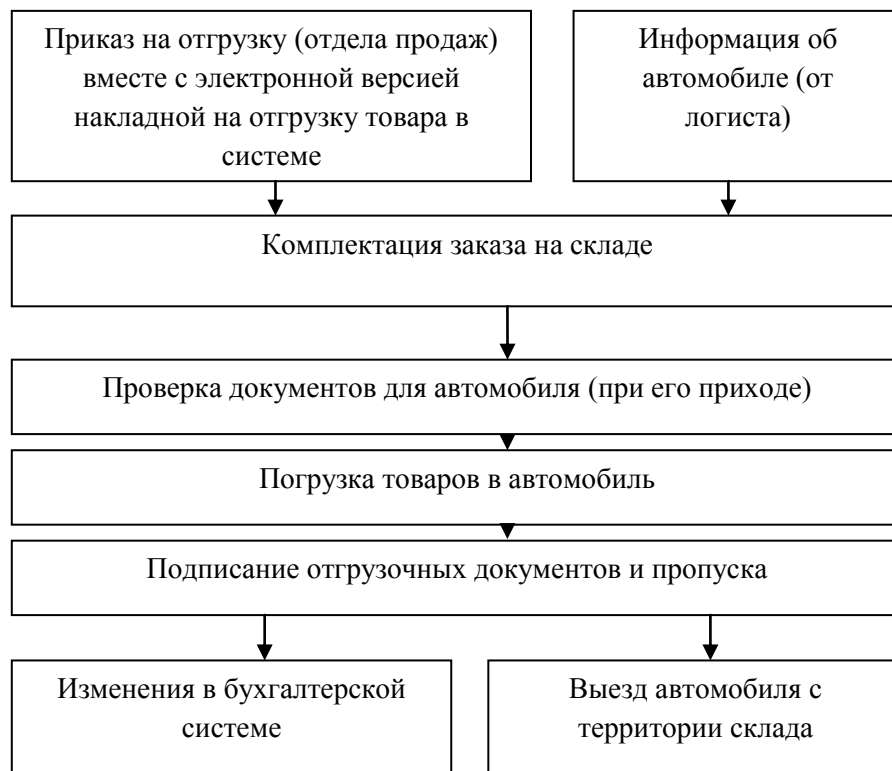 Приказ на отгрузку (отдела продаж)
вместе с электронной версией
накладной на отгрузку товара в
системе
Информация об
автомобиле (от
логиста)
Комплектация заказа на складе
Проверка документов для автомобиля (при его приходе)
Погрузка товаров в автомобиль
Подписание отгрузочных документов и пропуска
Изменения в бухгалтерской
системе
Выезд автомобиля с
территории склада